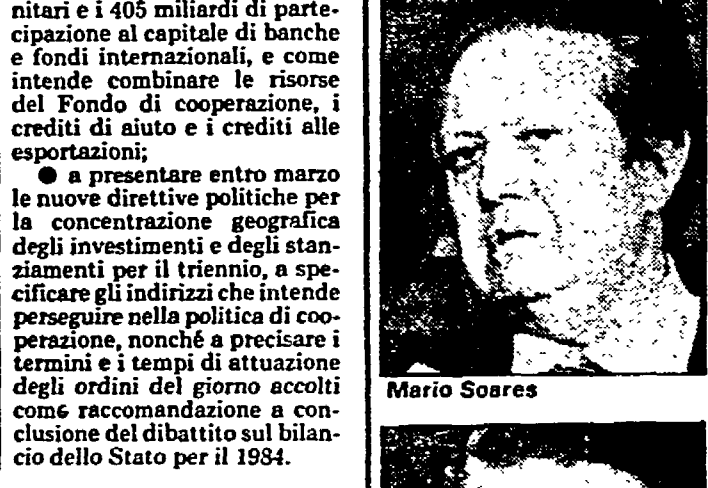 nitari e i 405 miliardi di parte-
cipazione al capitale di banche
e fondi internazionali, e come
intende combinare le risorse
del Fondo di cooperazione, i
crediti di aiuto e i crediti alle
esportazioni;
● a presentare entro marzo
le nuove direttive politiche per
la concentrazione geografica
degli investimenti e degli stan-
ziamenti per il triennio, a spe-
cificare gli indirizzi che intende
perseguire nella politica di coo-
perazione, nonché a precisare i
termini e i tempi di attuazione
degli ordini del giorno accolti
come raccomandazione a con-
clusione del dibattito sul bilan-
cio dello Stato per il 1984.
Mario Soares